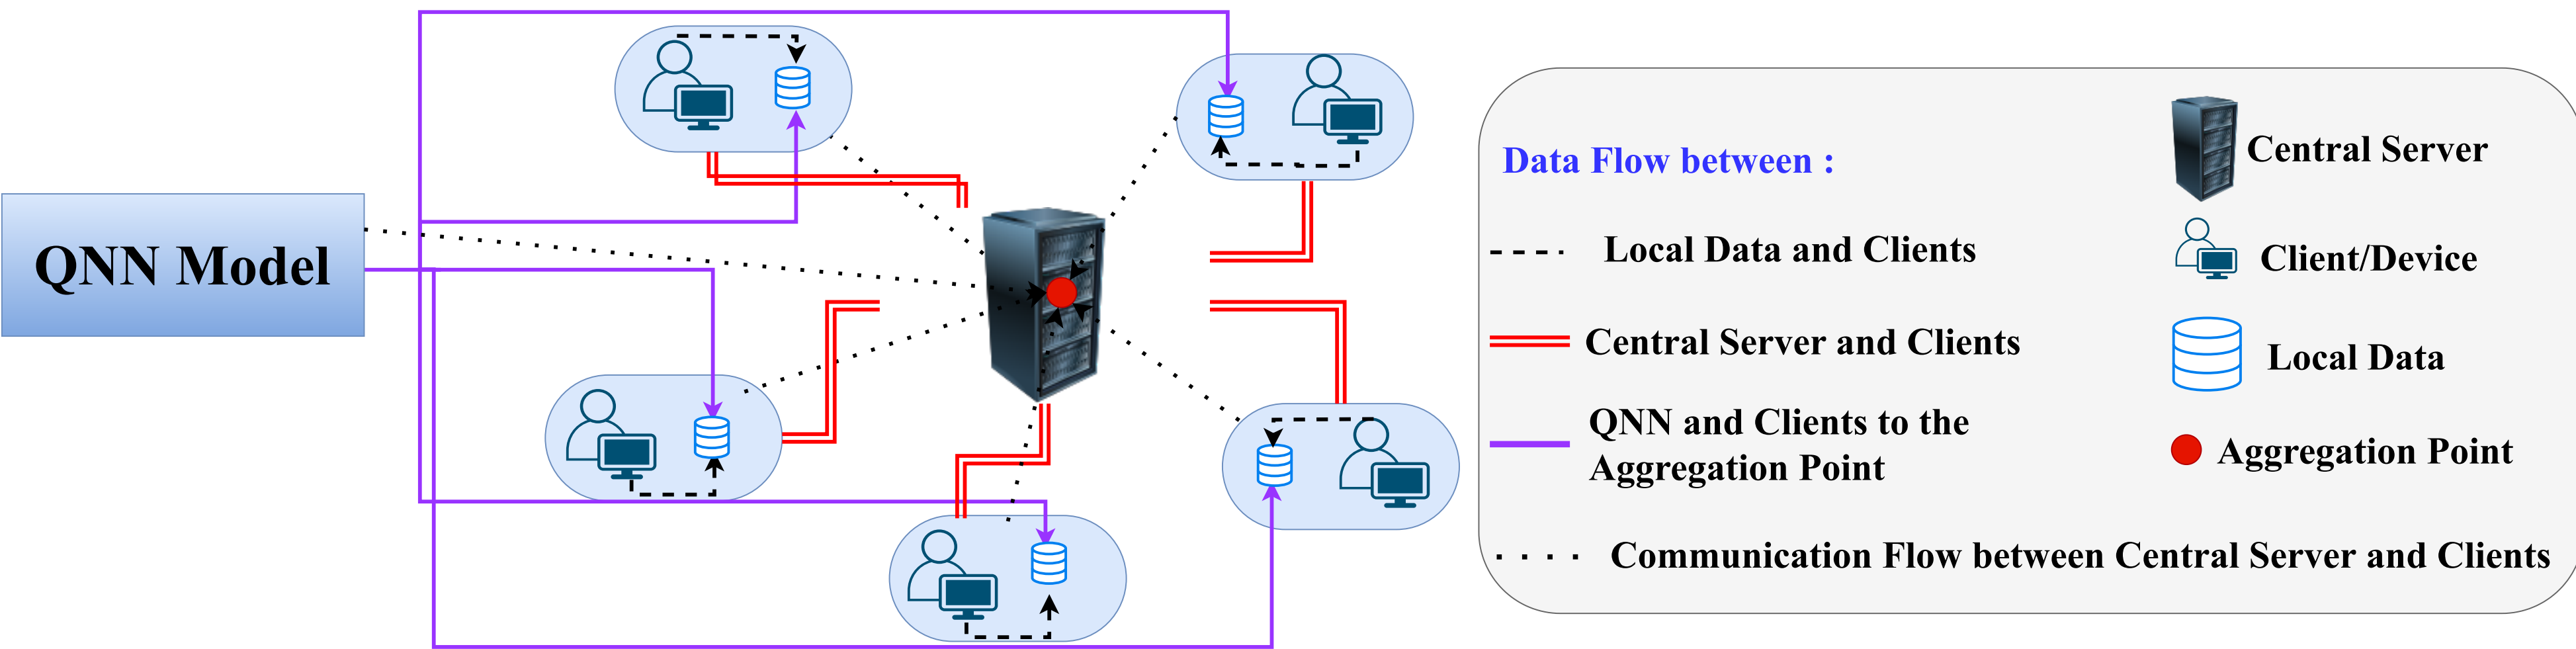 QNN Model
Data Flow between :
Local Data and Clients
Central Server and Clients
QNN and Clients to the
Aggregation Point
Communication Flow between Central Server and Clients
Central Server
Client/Device
Local Data
Aggregation Point